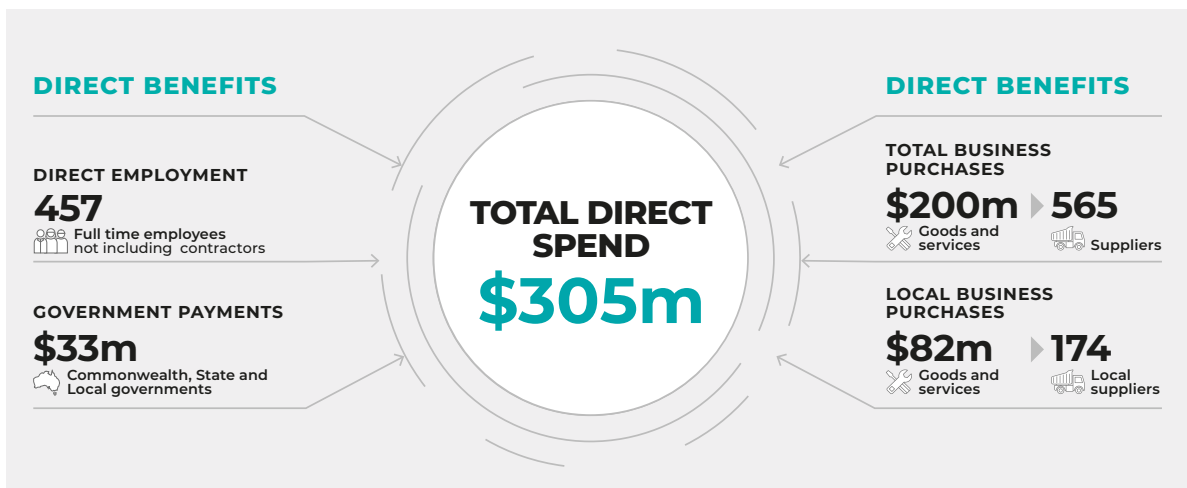 DIRECT BENEFITS
DIRECT EMPLOYMENT
457
Full time employees
not including contractors
GOVERNMENT PAYMENTS
$33m
Commonwealth, State and
Local governments
TOTAL DIRECT
SPEND
$305m
DIRECT BENEFITS
TOTAL BUSINESS
PURCHASES
$200m
Goods and
services
565
Suppliers
LOCAL BUSINESS
PURCHASES
$82m
Goods and
services
174
Local
suppliers